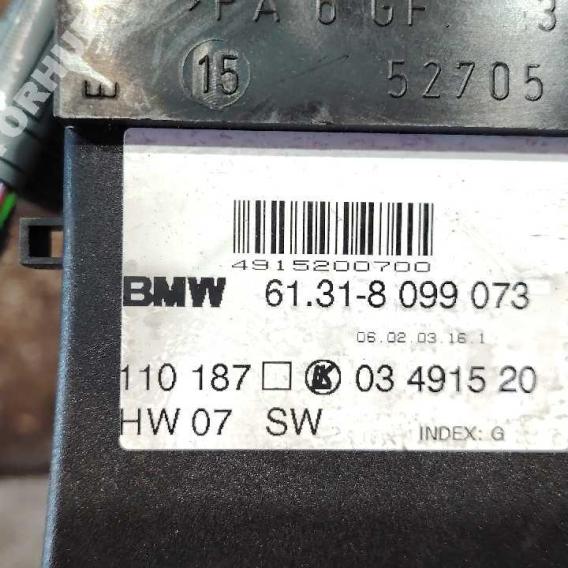 >PA 6 GF. 3
E 15 52705
4915200700
BMW 61.31-8 099 073
06.02.03.16.1
110 187 03 4915 20
HW 07 SW
INDEX: G